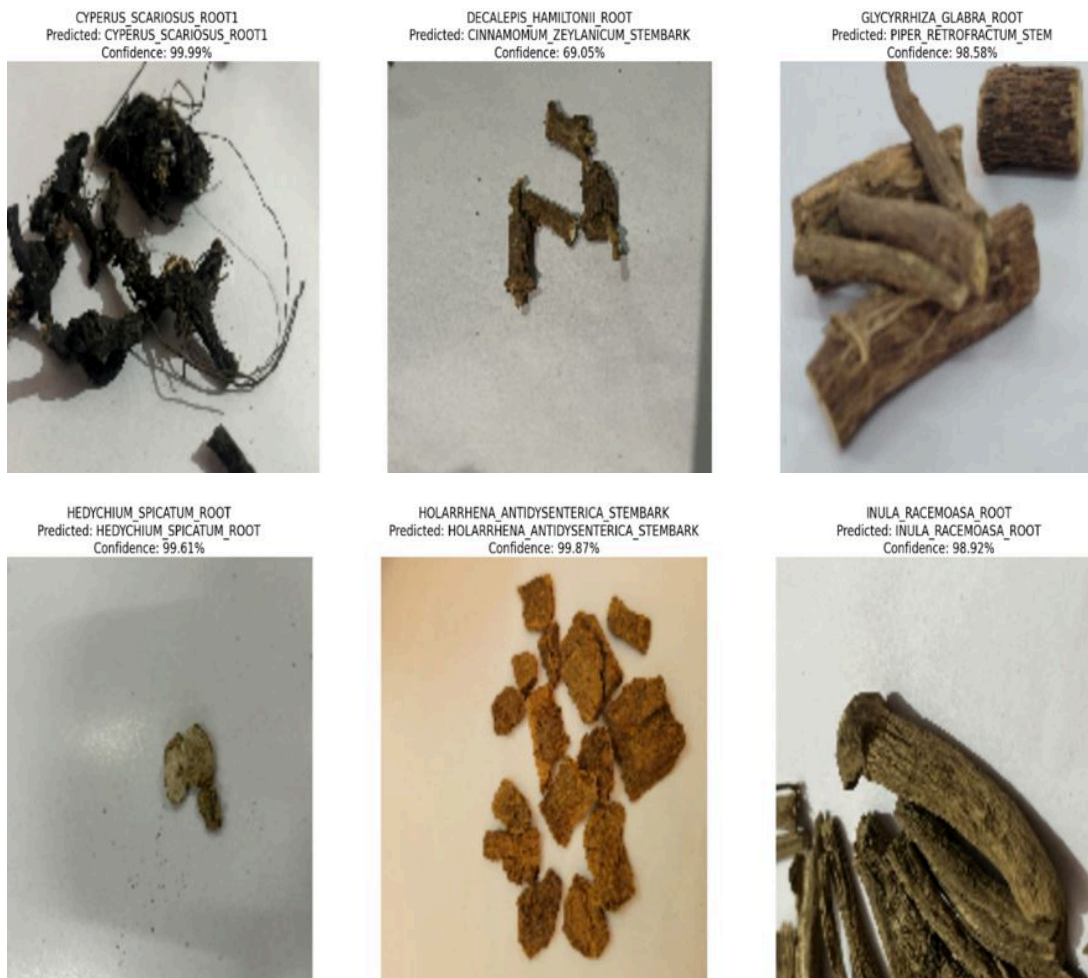 CYPERUS_SCARIOSUS_ROOT1
Predicted: CYPERUS_SCARIOSUS_ROOT1
Confidence: 99.99%
DECALEPIS_HAMILTONII_ROOT
Predicted: CINNAMOMUM_ZEYLANICUM_STEMBARK
Confidence: 69.05%
GLYCYRRHIZA_GLABRA_ROOT
Predicted: PIPER_RETROFRACTUM_STEM
Confidence: 98.58%
HEDYCHIUM_SPICATUM_ROOT
Predicted: HEDYCHIUM_SPICATUM_ROOT
Confidence: 99.61%
HOLARRHENA_ANTIDYSENTERICA_STEMBARK
Predicted: HOLARRHENA_ANTIDYSENTERICA_STEMBARK
Confidence: 99.87%
INULA_RACEMOASA_ROOT
Predicted: INULA_RACEMOASA_ROOT
Confidence: 98.92%